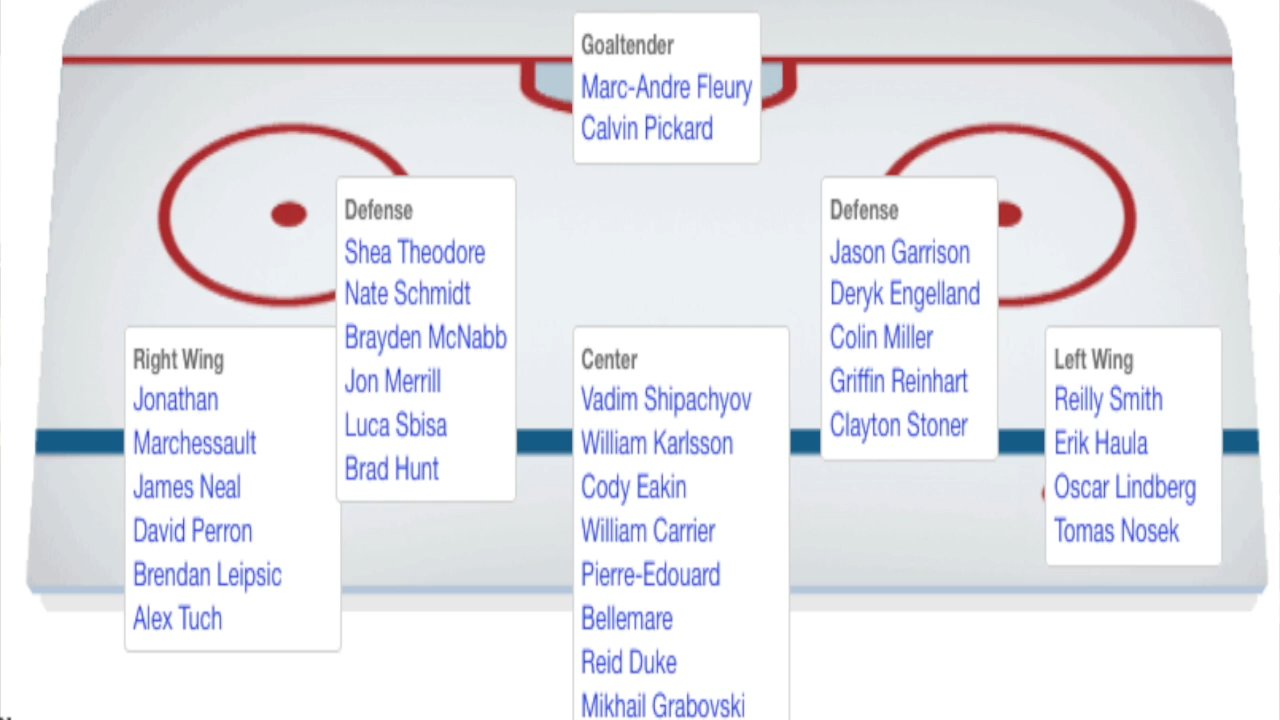 Goaltender
Marc-Andre Fleury
Calvin Pickard
Defense
Shea Theodore
Nate Schmidt
Brayden McNabb
Jon Merrill
Luca Sbisa
Brad Hunt
Defense
Jason Garrison
Deryk Engelland
Colin Miller
Griffin Reinhart
Clayton Stoner
Right Wing
Jonathan
Marchessault
James Neal
David Perron
Brendan Leipsic
Alex Tuch
Center
Vadim Shipachyov
William Karlsson
Cody Eakin
William Carrier
Pierre-Edouard
Bellemare
Reid Duke
Mikhail Grabovski
Left Wing
Reilly Smith
Erik Haula
Oscar Lindberg
Tomas Nosek